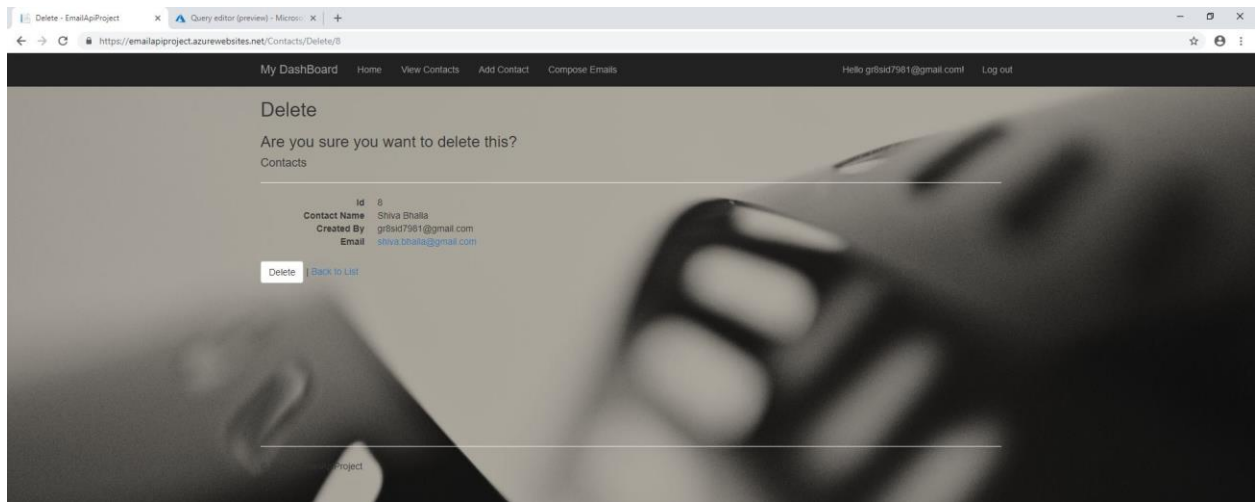 Delete - EmailApiProject
Query editor (preview) - Micros
https://emailapiproject.azurewebsites.net/Contacts/Delete/8
My DashBoard Home View Contacts Add Contact Compose Emails Hello gr8sid7981@gmail.com! Log out
Delete
Are you sure you want to delete this?
Contacts
Id 8
Contact Name Shiva Bhalla
Created By gr8sid7981@gmail.com
Email shiva.bhalla@gmail.com
Delete | Back to List
Project